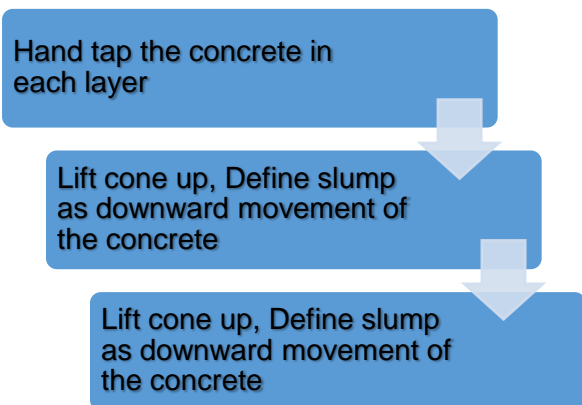 Hand tap the concrete in
each layer
Lift cone up, Define slump
as downward movement of
the concrete
Lift cone up, Define slump
as downward movement of
the concrete